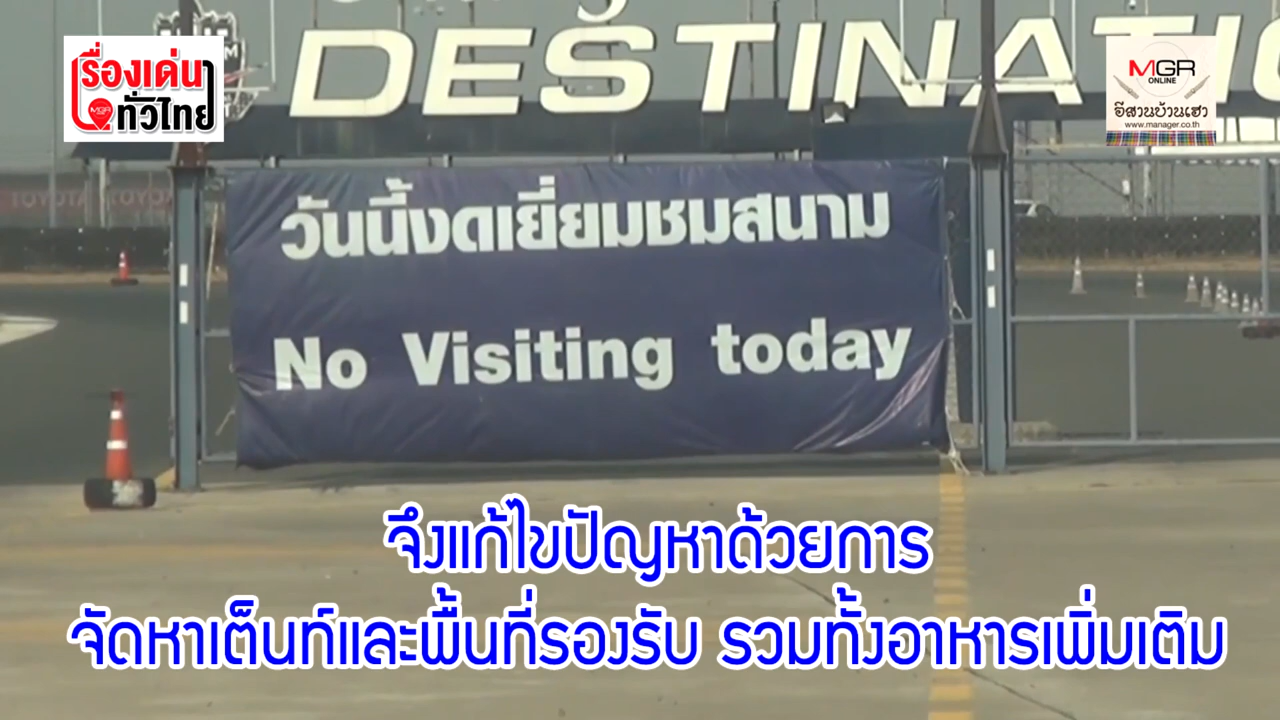 DESTINATIO
เรื่องเด่น
MGR
ทั่วไทย
MGR
ONLINE
อีสานบ้านเฮา
www.manager.co.th
วันนี้งดเยี่ยมชมสนาม
No Visiting today
จึงแก้ไขปัญหาด้วยการ
จัดหาเต็นท์และพื้นที่รองรับ รวมทั้งอาหารเพิ่มเติม